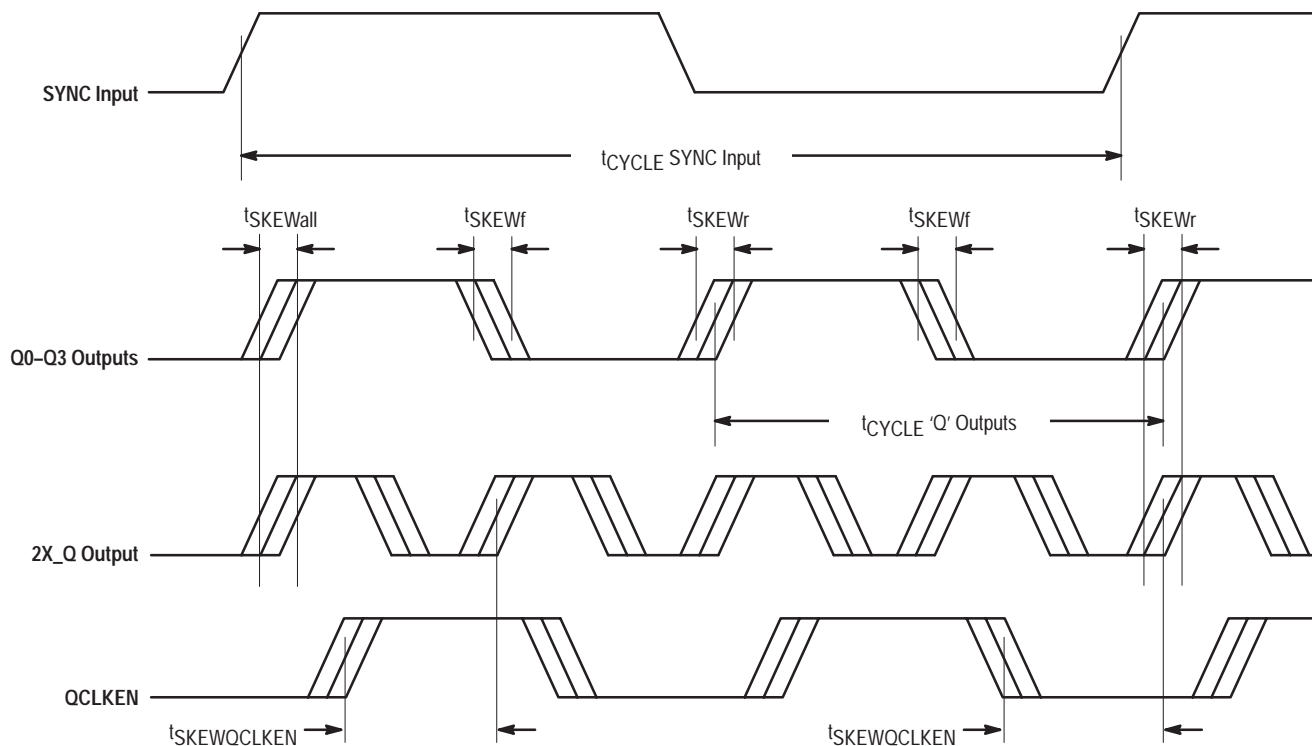 SYNC Input
tCYCLE SYNC Input
tSKEWall
tSKEWf
tSKEWr
tSKEWf
tSKEWr
Q0–Q3 Outputs
tCYCLE ‘Q’ Outputs
2X_Q Output
QCLKEN
tSKEWQCLKEN
tSKEWQCLKEN